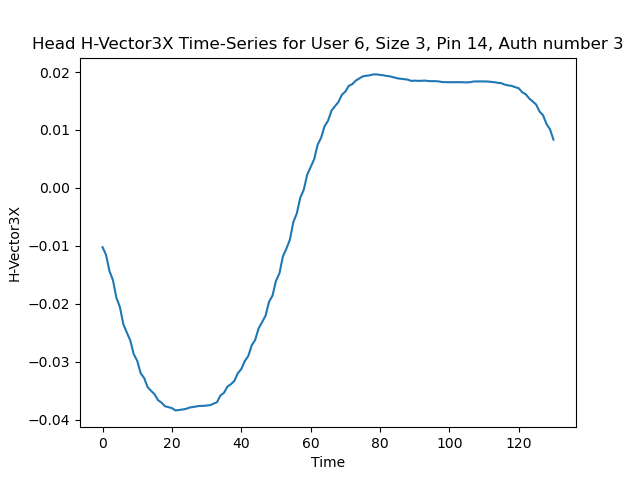 Head H-Vector3X Time-Series for User 6, Size 3, Pin 14, Auth number 3
0.02
0.01
0.00
−0.01
−0.02
−0.03
−0.04
H-Vector3X
0 20 40 60 80 100 120
Time